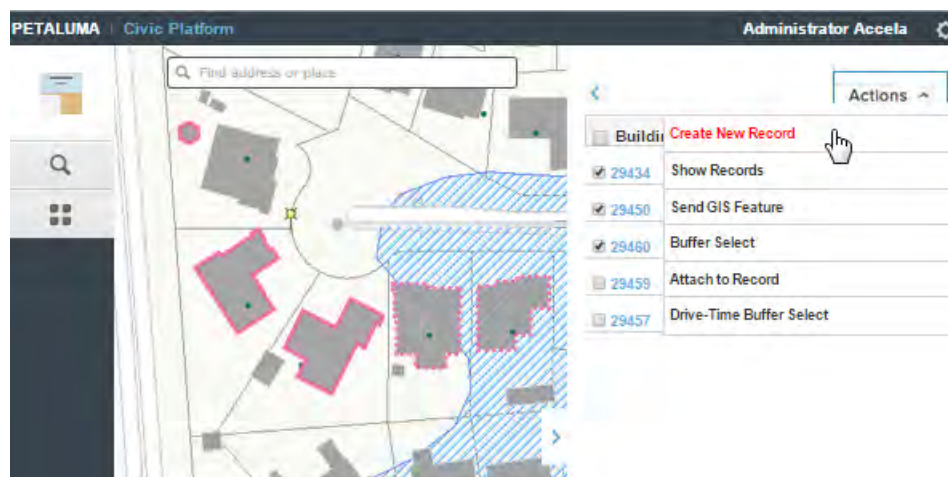 PETALUMA Civic Platform Administrator Accela
Find address or place
Actions
Buildi Create New Record
29434 Show Records
29450 Send GIS Feature
29460 Buffer Select
29459 Attach to Record
29457 Drive-Time Buffer Select